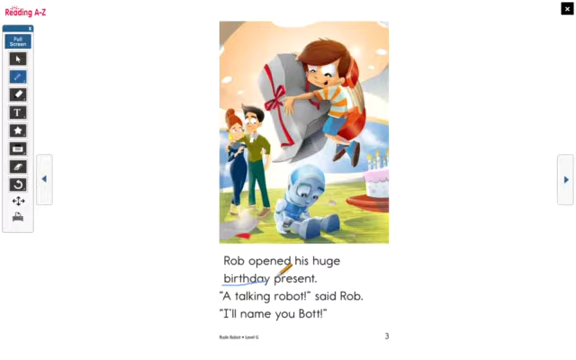 Reading A-Z
Full
Screen
T
Rob opened his huge
birthday present.
"A talking robot!" said Rob.
"I'll name you Bott!"
Rude Robot • Level G
3